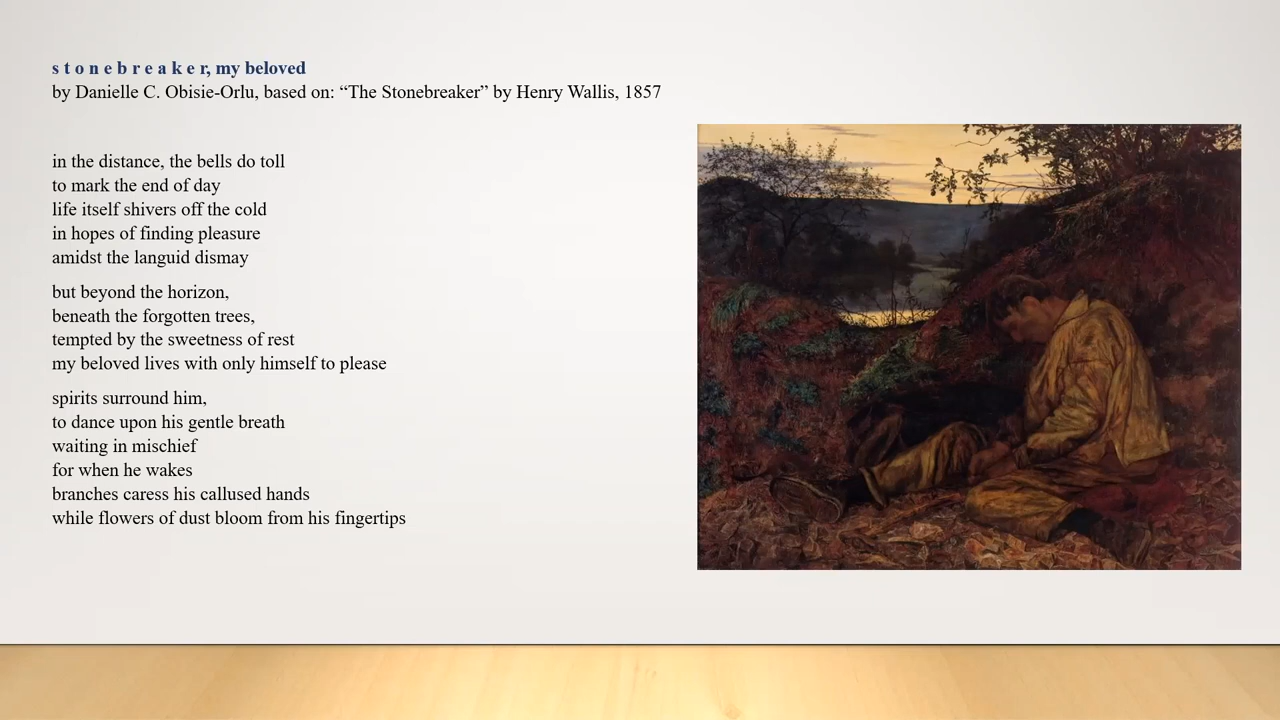 s t o n e b r e a k e r, my beloved
by Danielle C. Obisie-Orlu, based on: “The Stonebreaker” by Henry Wallis, 1857
in the distance, the bells do toll
to mark the end of day
life itself shivers off the cold
in hopes of finding pleasure
amidst the languid dismay
but beyond the horizon,
beneath the forgotten trees,
tempted by the sweetness of rest
my beloved lives with only himself to please
spirits surround him,
to dance upon his gentle breath
waiting in mischief
for when he wakes
branches caress his callused hands
while flowers of dust bloom from his fingertips